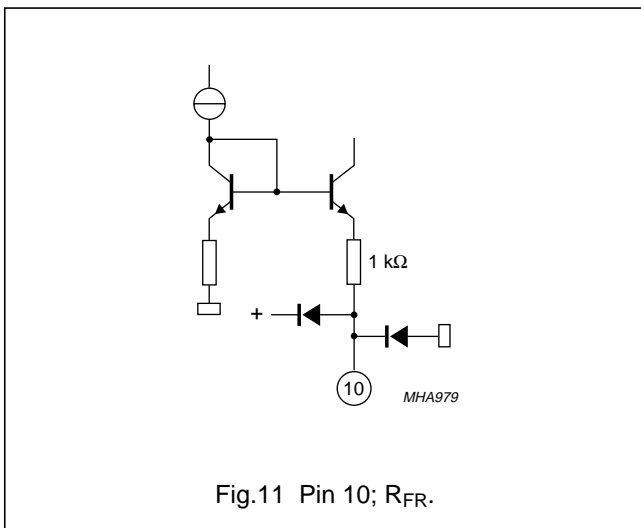 1 kΩ
+
10
MHA979
Fig.11 Pin 10; RFR.